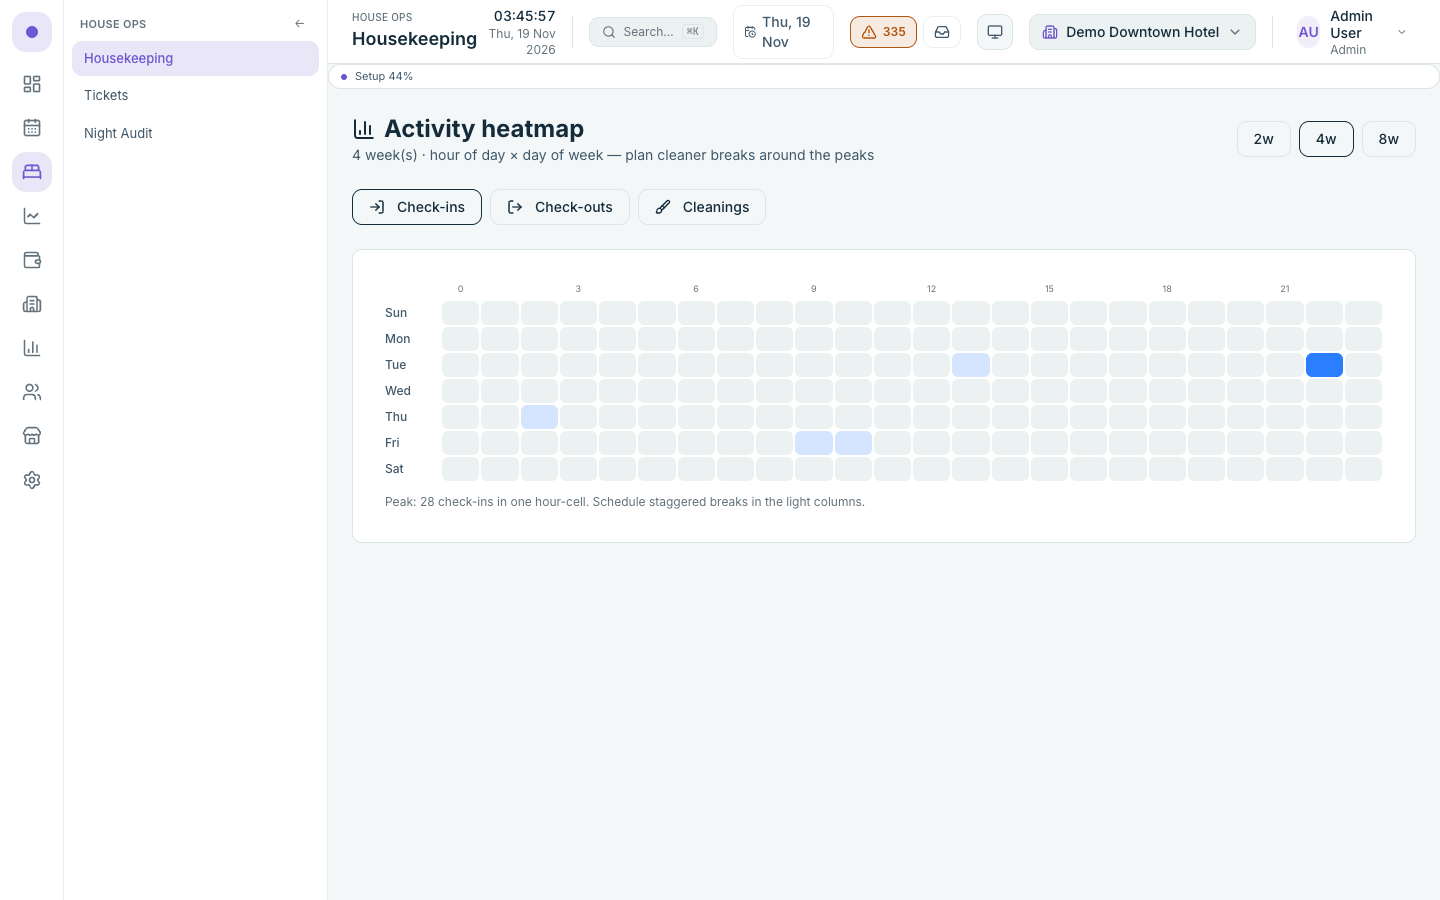 HOUSE OPS
Housekeeping
Tickets
Night Audit
HOUSE OPS
Housekeeping
03:45:57
Thu, 19 Nov
2026
Search...
⌘K
Thu, 19
Nov
335
Demo Downtown Hotel
AU
Admin
User
Admin
Setup 44%
Activity heatmap
4 week(s) · hour of day × day of week — plan cleaner breaks around the peaks
2w
4w
8w
Check-ins
Check-outs
Cleanings
0 3 6 9 12 15 18 21
Sun
Mon
Tue
Wed
Thu
Fri
Sat
Peak: 28 check-ins in one hour-cell. Schedule staggered breaks in the light columns.